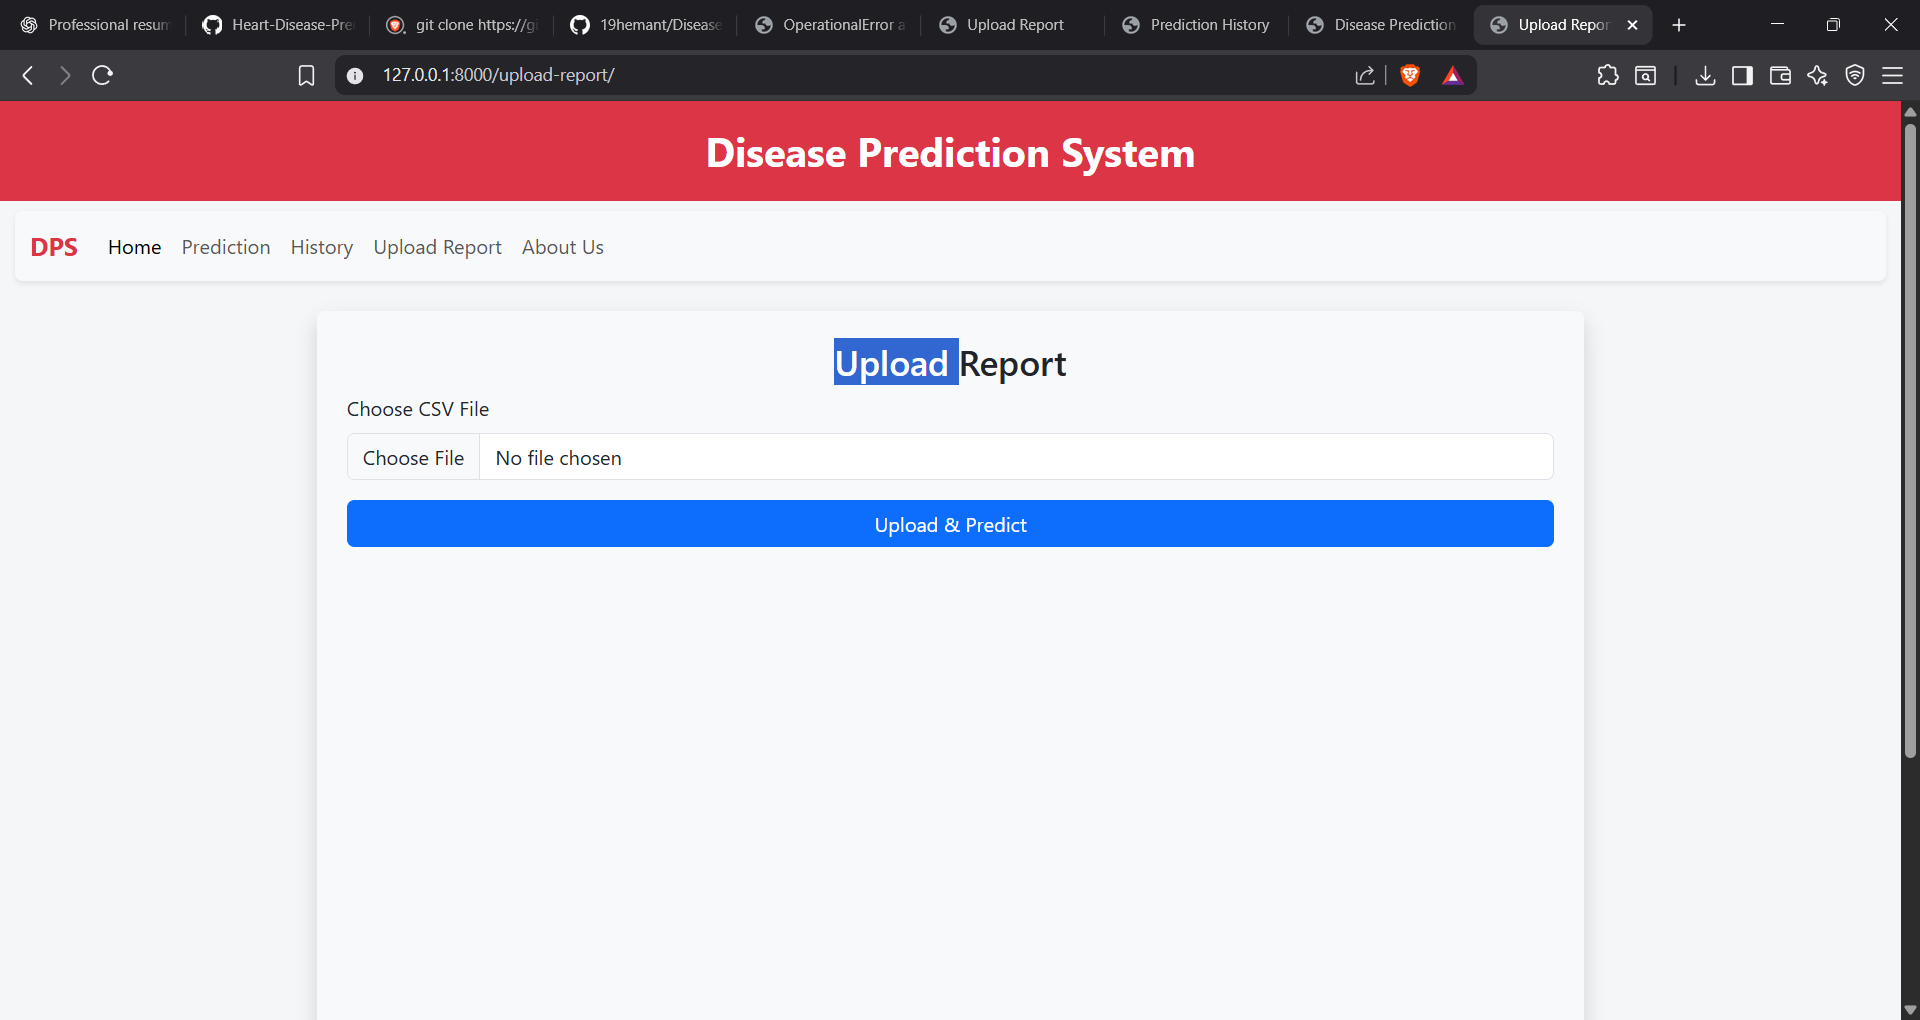 Professional resum
Heart-Disease-Pre
git clone https://gi
19hemant/Disease
OperationalError a
Upload Report
Prediction History
Disease Prediction
Upload Repor
127.0.0.1:8000/upload-report/
Disease Prediction System
DPS Home Prediction History Upload Report About Us
Upload Report
Choose CSV File
Choose File No file chosen
Upload & Predict